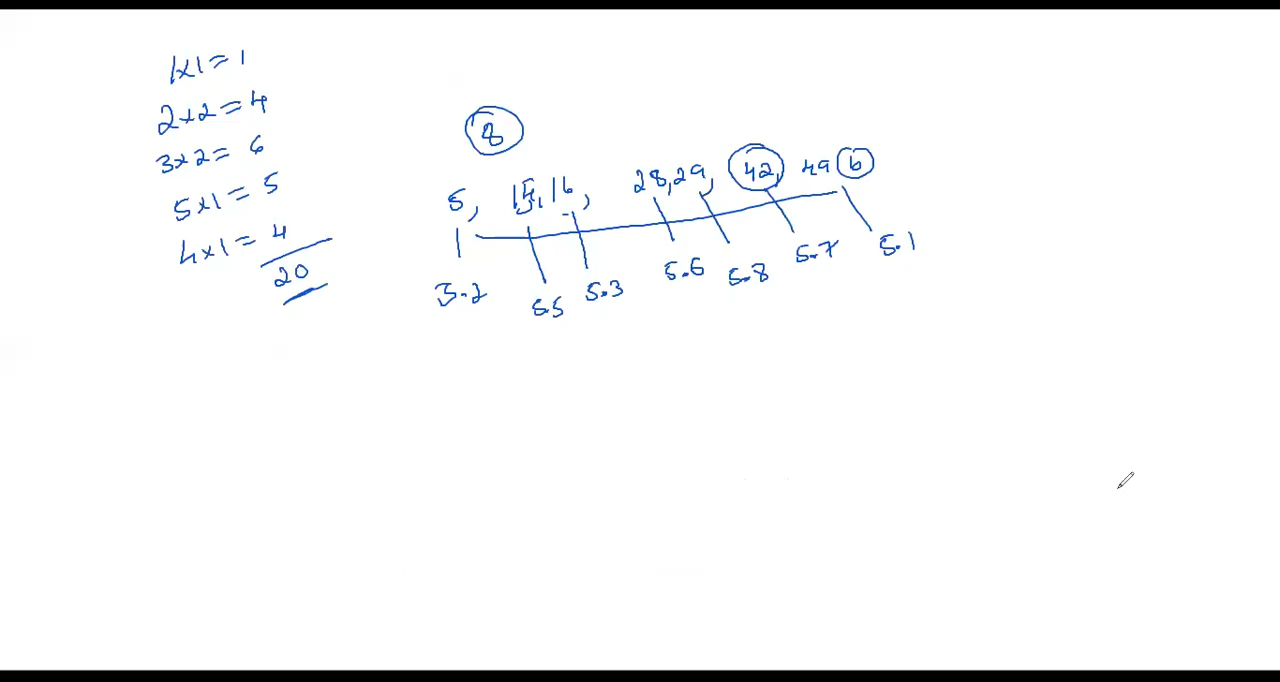 1x1 = 1
2x2 = 4
3x2 = 6
5x1 = 5
4x1 = 4
20
8
5, 15, 16, 28, 29, 42, 49 6
3.2 5.5 5.3 5.6 5.8 5.7 5.1